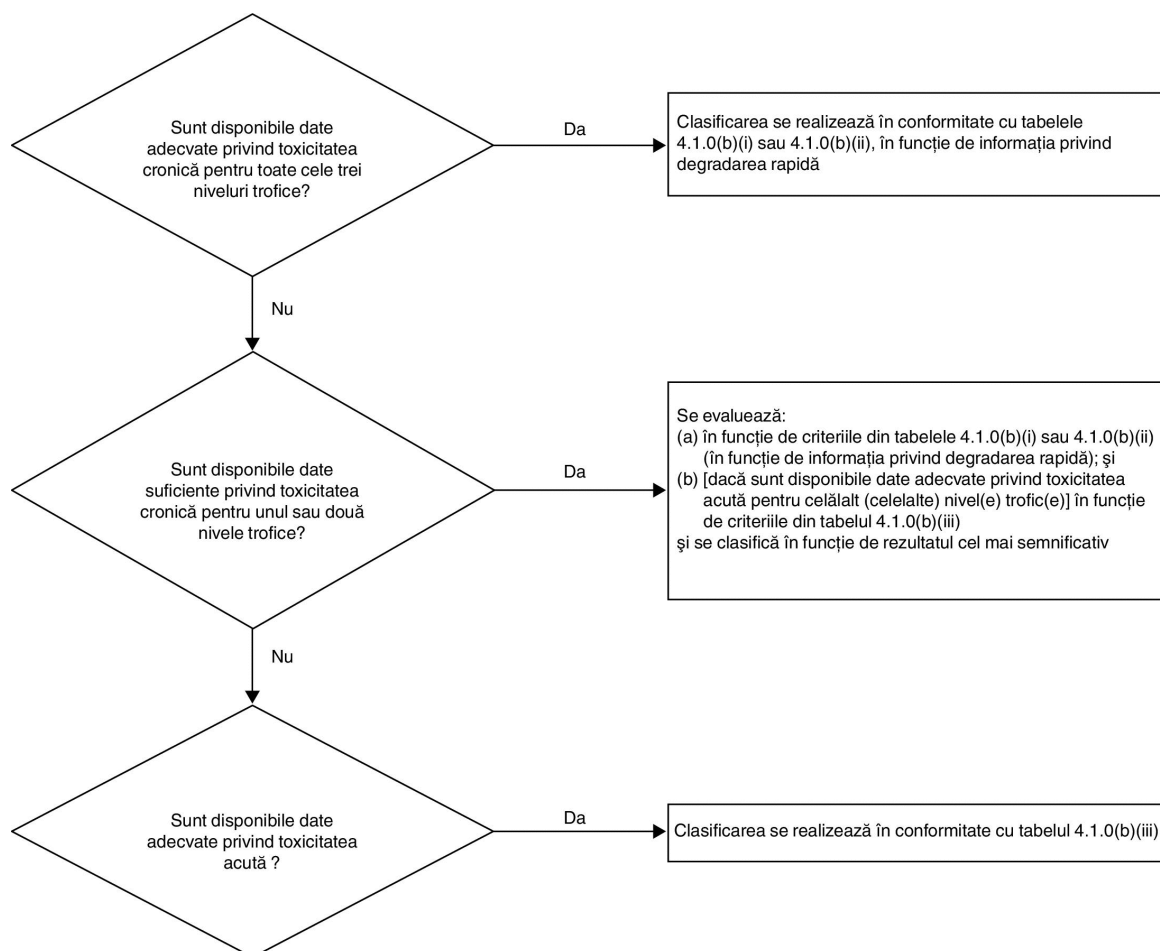 Sunt disponibile date
adecvate privind toxicitatea
cronică pentru toate cele trei
niveluri trofice?
Da
Clasificarea se realizează în conformitate cu tabelele
4.1.0(b)(i) sau 4.1.0(b)(ii), în funcție de informația privind
degradarea rapidă
Nu
Sunt disponibile date
suficiente privind toxicitatea
cronică pentru unul sau două
nivele trofice?
Da
Se evaluează:
(a) în funcție de criteriile din tabelele 4.1.0(b)(i) sau 4.1.0(b)(ii)
(în funcție de informația privind degradarea rapidă); şi
(b) [dacă sunt disponibile date adecvate privind toxicitatea
acută pentru celălalt (celelalte) nivel(e) trofic(e)] în funcție
de criteriile din tabelul 4.1.0(b)(iii)
şi se clasifică în funcție de rezultatul cel mai semnificativ
Nu
Sunt disponibile date
adecvate privind toxicitatea
acută ?
Da
Clasificarea se realizează în conformitate cu tabelul 4.1.0(b)(iii)